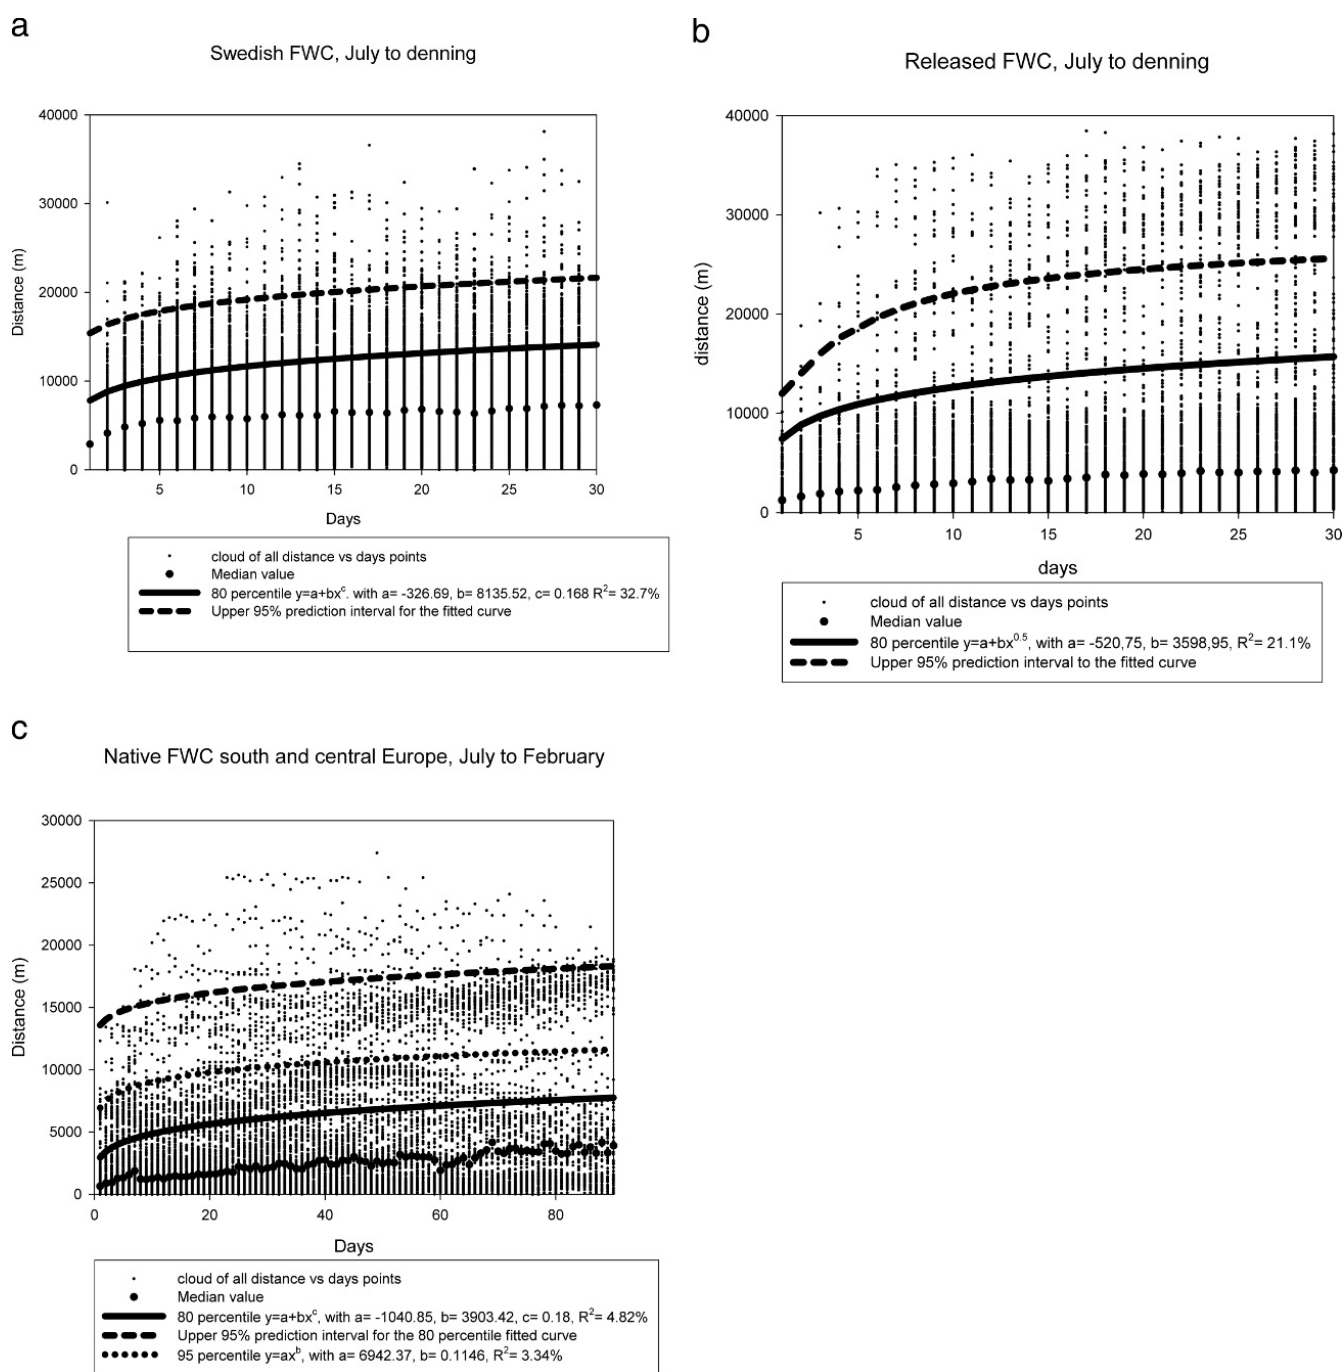 a
Swedish FWC, July to denning
40000
30000
20000
10000
0
Distance (m)
5
10
15
20
25
30
Days
cloud of all distance vs days points
Median value
80 percentile y=a+bx^c. with a= -326.69, b= 8135.52, c= 0.168 R²= 32.7%
Upper 95% prediction interval for the fitted curve
b
Released FWC, July to denning
40000
30000
20000
10000
0
distance (m)
5
10
15
20
25
30
days
cloud of all distance vs days points
Median value
80 percentile y=a+bx^0.5, with a= -520,75, b= 3598,95, R²= 21.1%
Upper 95% prediction interval to the fitted curve
c
Native FWC south and central Europe, July to February
30000
25000
20000
15000
10000
5000
0
Distance (m)
0
20
40
60
80
Days
cloud of all distance vs days points
Median value
80 percentile y=a+bx^c, with a= -1040.85, b= 3903.42, c= 0.18, R²= 4.82%
Upper 95% prediction interval for the 80 percentile fitted curve
95 percentile y=ax^b, with a= 6942.37, b= 0.1146, R²= 3.34%